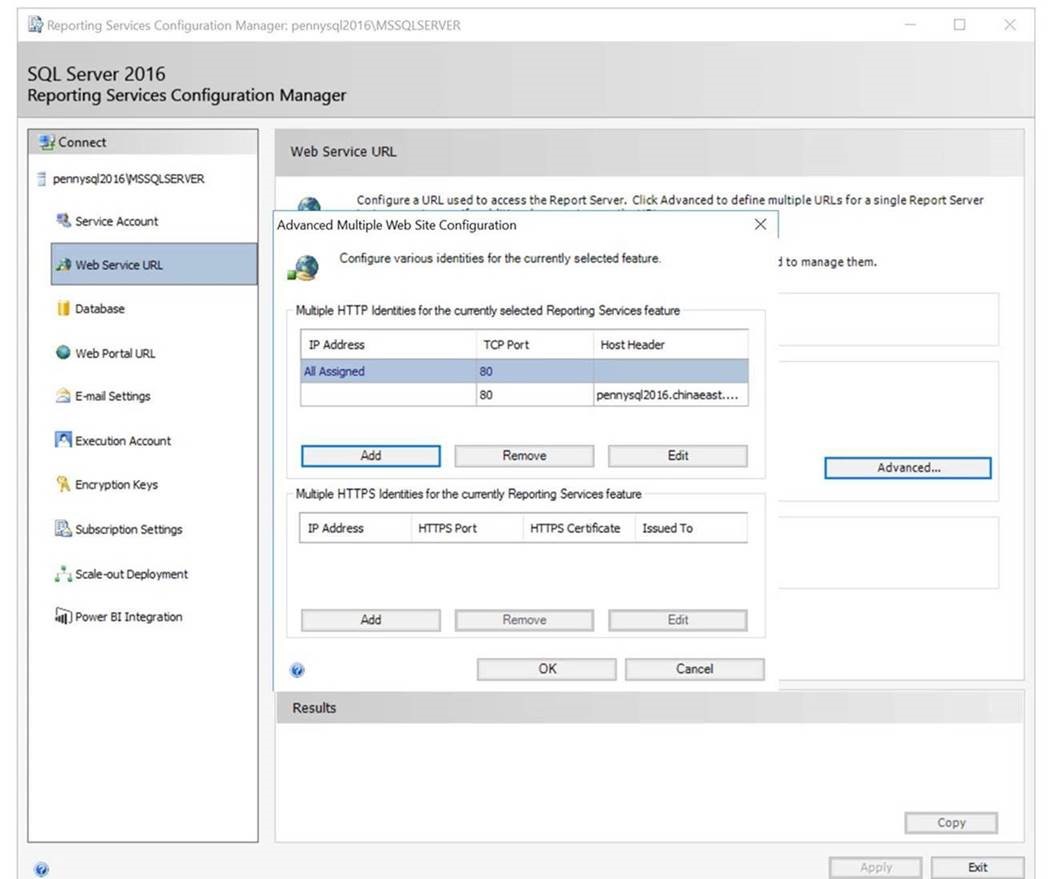 Reporting Services Configuration Manager: pennysql2016\MSSQLSERVER
SQL Server 2016
Reporting Services Configuration Manager
Connect
pennysql2016\MSSQLSERVER
Service Account
Web Service URL
Database
Web Portal URL
E-mail Settings
Execution Account
Encryption Keys
Subscription Settings
Scale-out Deployment
Power BI Integration
Web Service URL
Configure a URL used to access the Report Server. Click Advanced to define multiple URLs for a single Report Server
d to manage them.
Advanced...
Advanced Multiple Web Site Configuration
Configure various identities for the currently selected feature.
Multiple HTTP Identities for the currently selected Reporting Services feature
IP Address TCP Port Host Header
All Assigned 80
80 pennysql2016.chinaeast....
Add Remove Edit
Multiple HTTPS Identities for the currently Reporting Services feature
IP Address HTTPS Port HTTPS Certificate Issued To
Add Remove Edit
OK Cancel
Results
Copy
Apply Exit